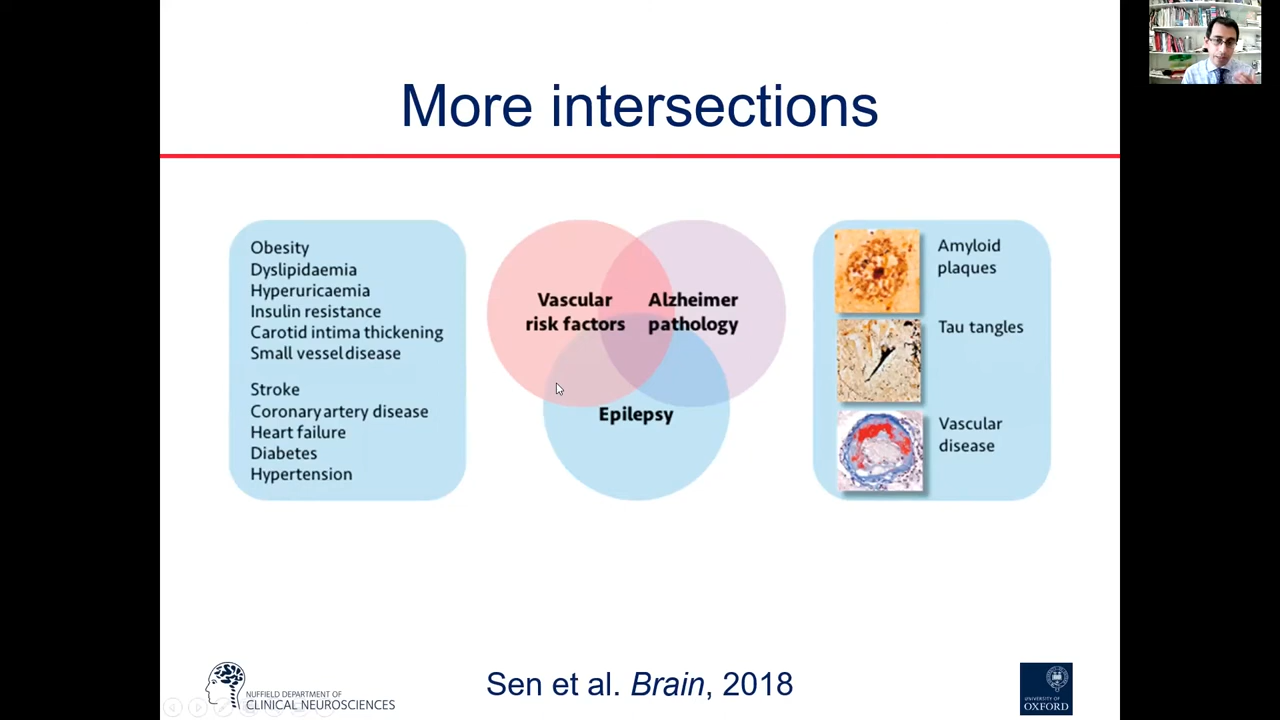 More intersections
Obesity
Dyslipidaemia
Hyperuricaemia
Insulin resistance
Carotid intima thickening
Small vessel disease
Stroke
Coronary artery disease
Heart failure
Diabetes
Hypertension
Vascular
risk factors
Alzheimer
pathology
Epilepsy
Amyloid
plaques
Tau tangles
Vascular
disease
NUFFIELD DEPARTMENT OF
CLINICAL NEUROSCIENCES
Sen et al. Brain, 2018
UNIVERSITY OF
OXFORD